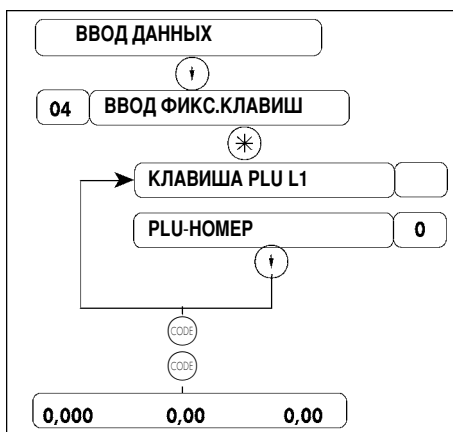 ВВОД ДАННЫХ
04 ВВОД ФИКС.КЛАВИШ
КЛАВИША PLU L1
PLU-НОМЕР 0
CODE
CODE
0,000 0,00 0,00